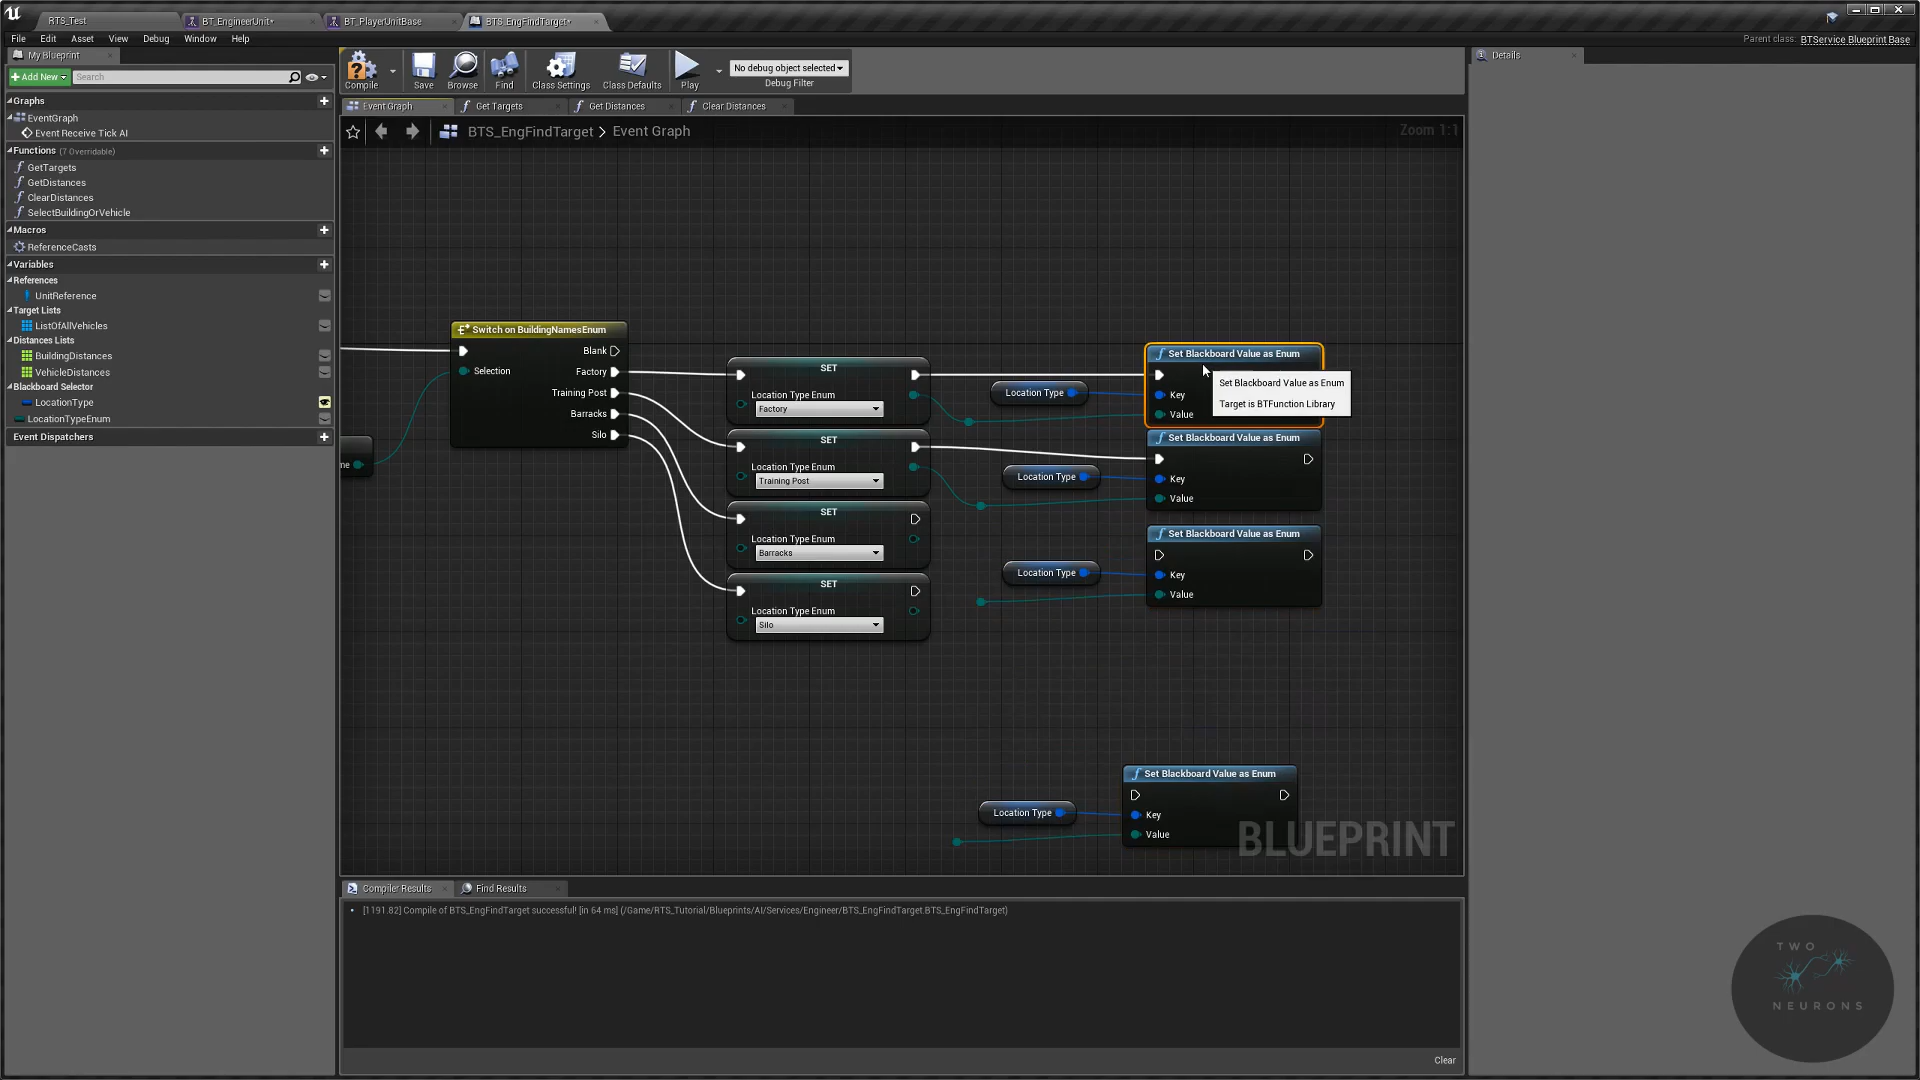 RTS_Test
BT_EngineerUnit*
BT_PlayerUnitBase
BTS_EngFindTarget*
File Edit Asset View Debug Window Help
Parent class: BTService Blueprint Base
My Blueprint
Add New
Search
Graphs
EventGraph
Event Receive Tick AI
Functions (7 Overridable)
GetTargets
GetDistances
ClearDistances
SelectBuildingOrVehicle
Macros
ReferenceCasts
Variables
References
UnitReference
Target Lists
ListOfAllVehicles
Distances Lists
BuildingDistances
VehicleDistances
Blackboard Selector
LocationType
LocationTypeEnum
Event Dispatchers
Compile
Save
Browse
Find
Class Settings
Class Defaults
Play
No debug object selected
Debug Filter
Event Graph
Get Targets
Get Distances
Clear Distances
BTS_EngFindTarget > Event Graph
Zoom 1:1
Switch on BuildingNamesEnum
Blank
Selection
Factory
Training Post
Barracks
Silo
me
SET
Location Type Enum
Factory
SET
Location Type Enum
Training Post
SET
Location Type Enum
Barracks
SET
Location Type Enum
Silo
Location Type
Set Blackboard Value as Enum
Key
Value
Set Blackboard Value as Enum
Target is BTFunction Library
Location Type
Set Blackboard Value as Enum
Key
Value
Location Type
Set Blackboard Value as Enum
Key
Value
Location Type
Set Blackboard Value as Enum
Key
Value
BLUEPRINT
Compiler Results
Find Results
[1191.82] Compile of BTS_EngFindTarget successful! [in 64 ms] (/Game/RTS_Tutorial/Blueprints/AI/Services/Engineer/BTS_EngFindTarget.BTS_EngFindTarget)
Clear
Details
TWO
NEURONS